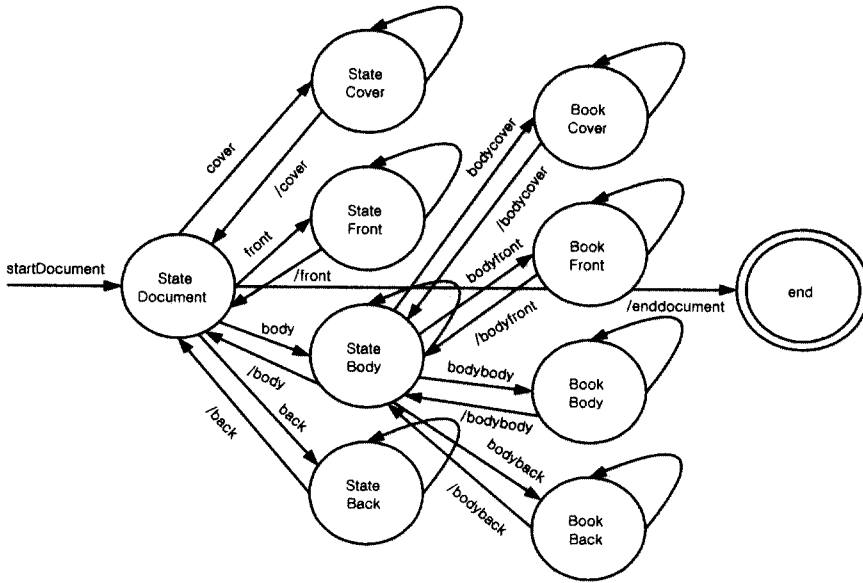 State
Cover
Book
Cover
cover
/cover
bodycover
/bodycover
State
Front
front
/front
Book
Front
bodyfront
/bodyfront
startDocument
State
Document
/enddocument
end
body
/body
State
Body
bodybody
/bodybody
Book
Body
back
/back
State
Back
bodyback
/bodyback
Book
Back